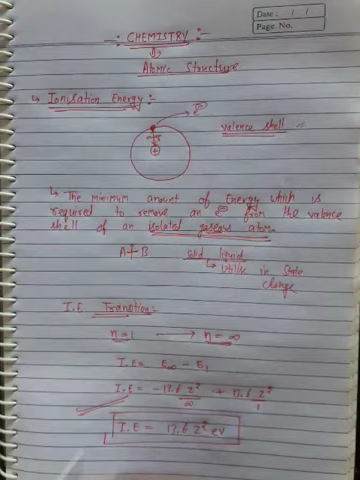 Date : / /
Page No.
-: CHEMISTRY :-
Atomic Structure
↳ Ionisation Energy :-
e⁻
valence shell
+
↳ The minimum amount of Energy which is
required to remove an e⁻ from the valence
shell of an isolated gaseous atom.
A+B solid liquid
↳ in State
change
I.E Transition:
n=1 → n=∞
I.E = E∞ - E₁
I.E = -13.6 Z²/∞ + 13.6 Z²/1
I.E = 13.6 Z² eV